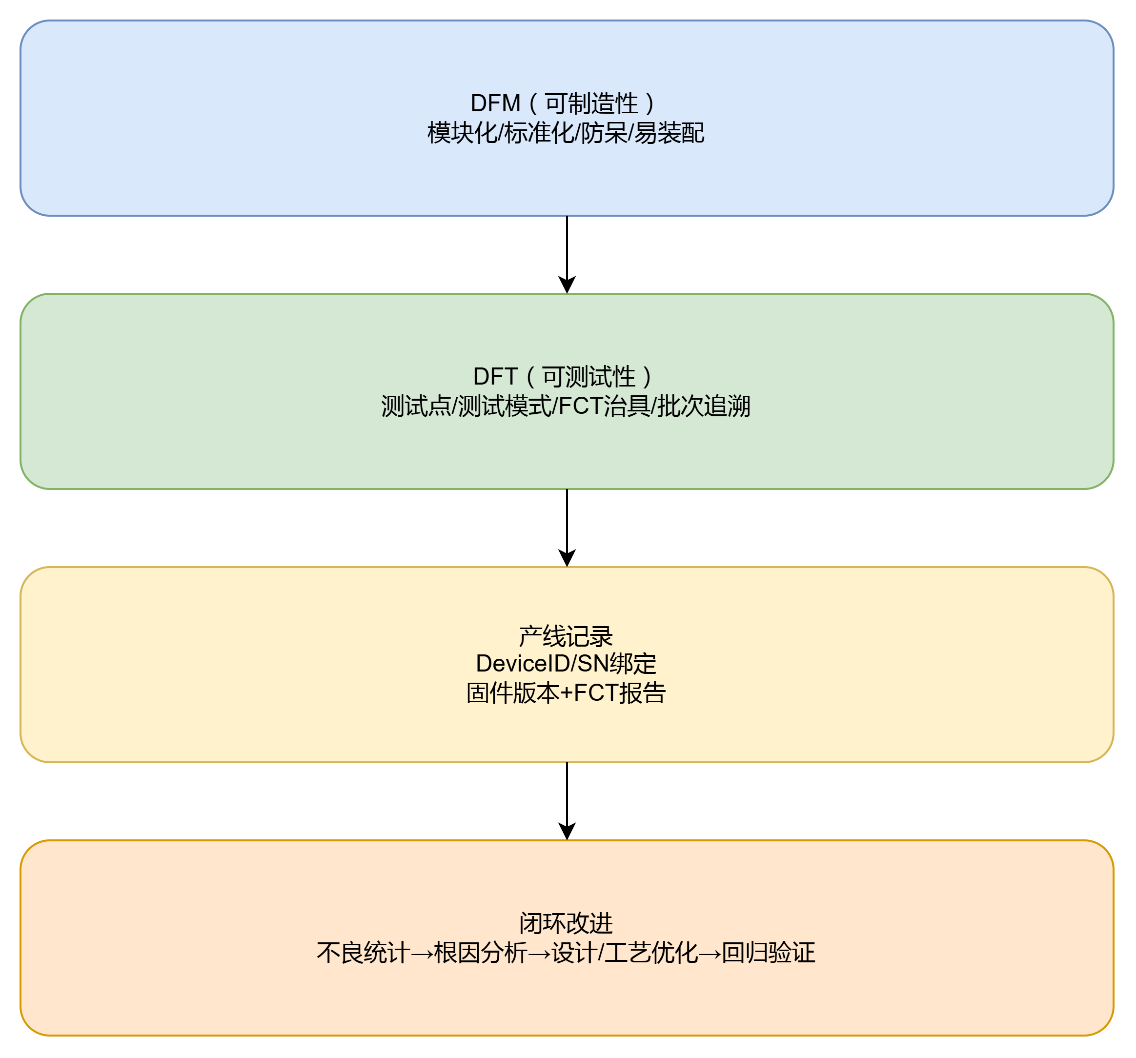 DFM（可制造性）
模块化/标准化/防呆/易装配
DFT（可测试性）
测试点/测试模式/FCT治具/批次追溯
产线记录
DeviceID/SN绑定
固件版本+FCT报告
闭环改进
不良统计→根因分析→设计/工艺优化→回归验证